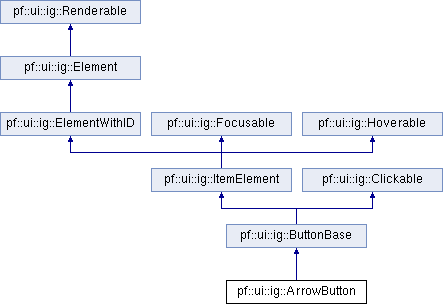 pf::ui::ig::Renderable
pf::ui::ig::Element
pf::ui::ig::ElementWithID
pf::ui::ig::Focusable
pf::ui::ig::Hoverable
pf::ui::ig::ItemElement
pf::ui::ig::Clickable
pf::ui::ig::ButtonBase
pf::ui::ig::ArrowButton